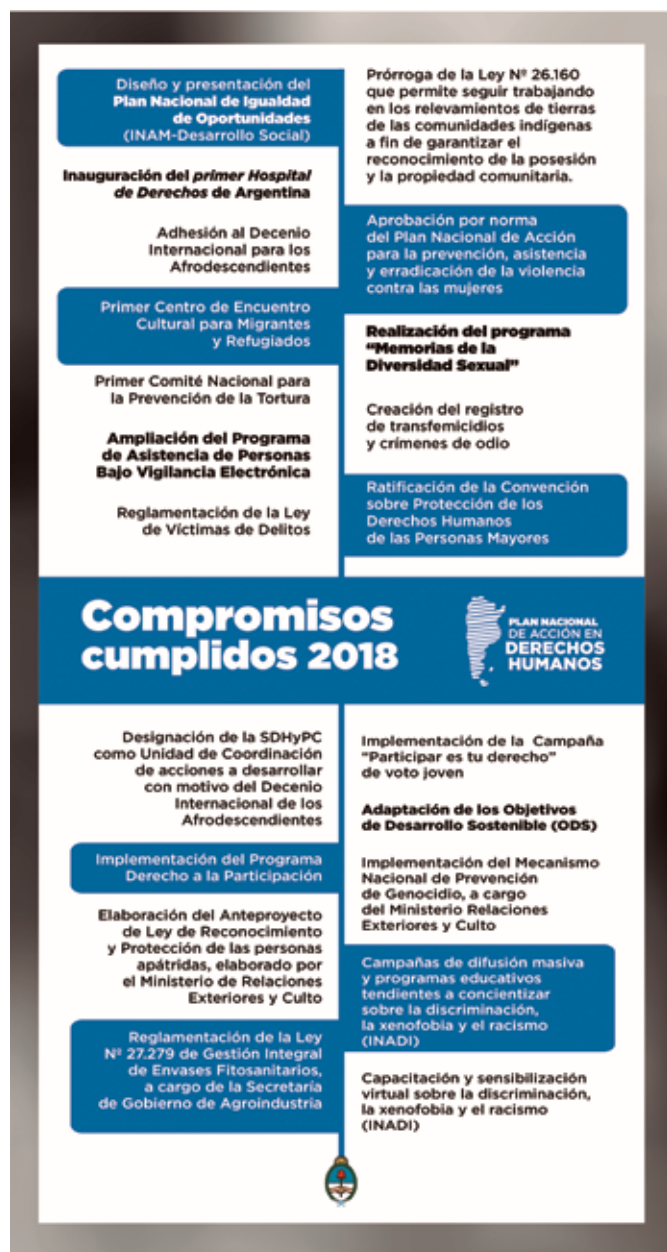 Diseño y presentación del
Plan Nacional de Igualdad
de Oportunidades
(INAM-Desarrollo Social)
Inauguración del primer Hospital
de Derechos de Argentina
Adhesión al Decenio
Internacional para los
Afrodescendientes
Primer Centro de Encuentro
Cultural para Migrantes
y Refugiados
Primer Comité Nacional para
la Prevención de la Tortura
Ampliación del Programa
de Asistencia de Personas
Bajo Vigilancia Electrónica
Reglamentación de la Ley
de Víctimas de Delitos
Prórroga de la Ley Nº 26.160
que permite seguir trabajando
en los relevamientos de tierras
de las comunidades indígenas
a fin de garantizar el
reconocimiento de la posesión
y la propiedad comunitaria.
Aprobación por norma
del Plan Nacional de Acción
para la prevención, asistencia
y erradicación de la violencia
contra las mujeres
Realización del programa
“Memorias de la
Diversidad Sexual”
Creación del registro
de transfemicidios
y crímenes de odio
Ratificación de la Convención
sobre Protección de los
Derechos Humanos
de las Personas Mayores
Compromisos
cumplidos 2018
PLAN NACIONAL
DE ACCIÓN EN
DERECHOS
HUMANOS
Designación de la SDHyPC
como Unidad de Coordinación
de acciones a desarrollar
con motivo del Decenio
Internacional de los
Afrodescendientes
Implementación del Programa
Derecho a la Participación
Elaboración del Anteproyecto
de Ley de Reconocimiento
y Protección de las personas
apátridas, elaborado por
el Ministerio de Relaciones
Exteriores y Culto
Reglamentación de la Ley
Nº 27.279 de Gestión Integral
de Envases Fitosanitarios,
a cargo de la Secretaría
de Gobierno de Agroindustria
Implementación de la Campaña
“Participar es tu derecho”
de voto joven
Adaptación de los Objetivos
de Desarrollo Sostenible (ODS)
Implementación del Mecanismo
Nacional de Prevención
de Genocidio, a cargo
del Ministerio Relaciones
Exteriores y Culto
Campañas de difusión masiva
y programas educativos
tendientes a concientizar
sobre la discriminación,
la xenofobia y el racismo
(INADI)
Capacitación y sensibilización
virtual sobre la discriminación,
la xenofobia y el racismo
(INADI)